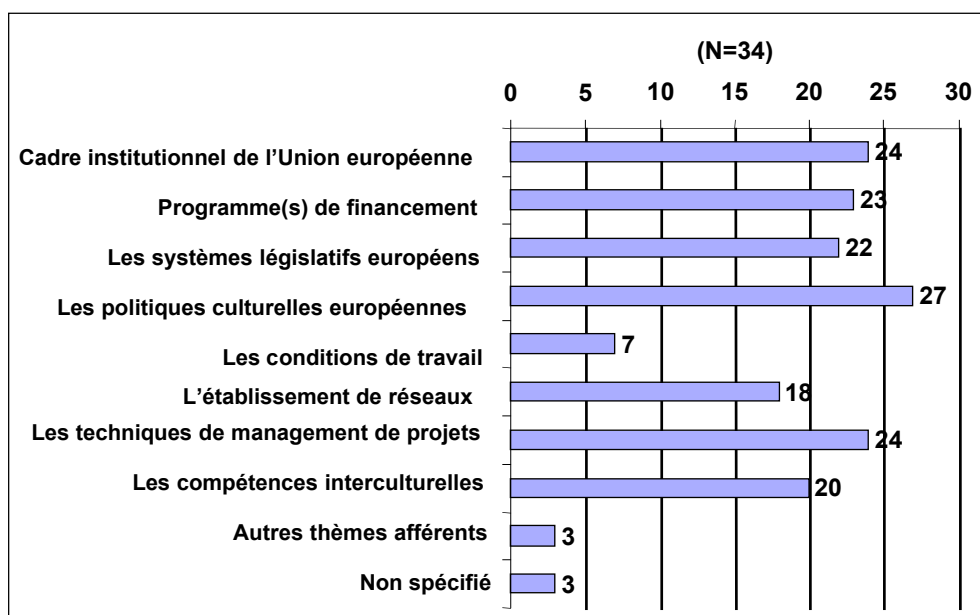 (N=34)
0 5 10 15 20 25 30
Cadre institutionnel de l’Union européenne 24
Programme(s) de financement 23
Les systèmes législatifs européens 22
Les politiques culturelles européennes 27
Les conditions de travail 7
L’établissement de réseaux 18
Les techniques de management de projets 24
Les compétences interculturelles 20
Autres thèmes afférents 3
Non spécifié 3